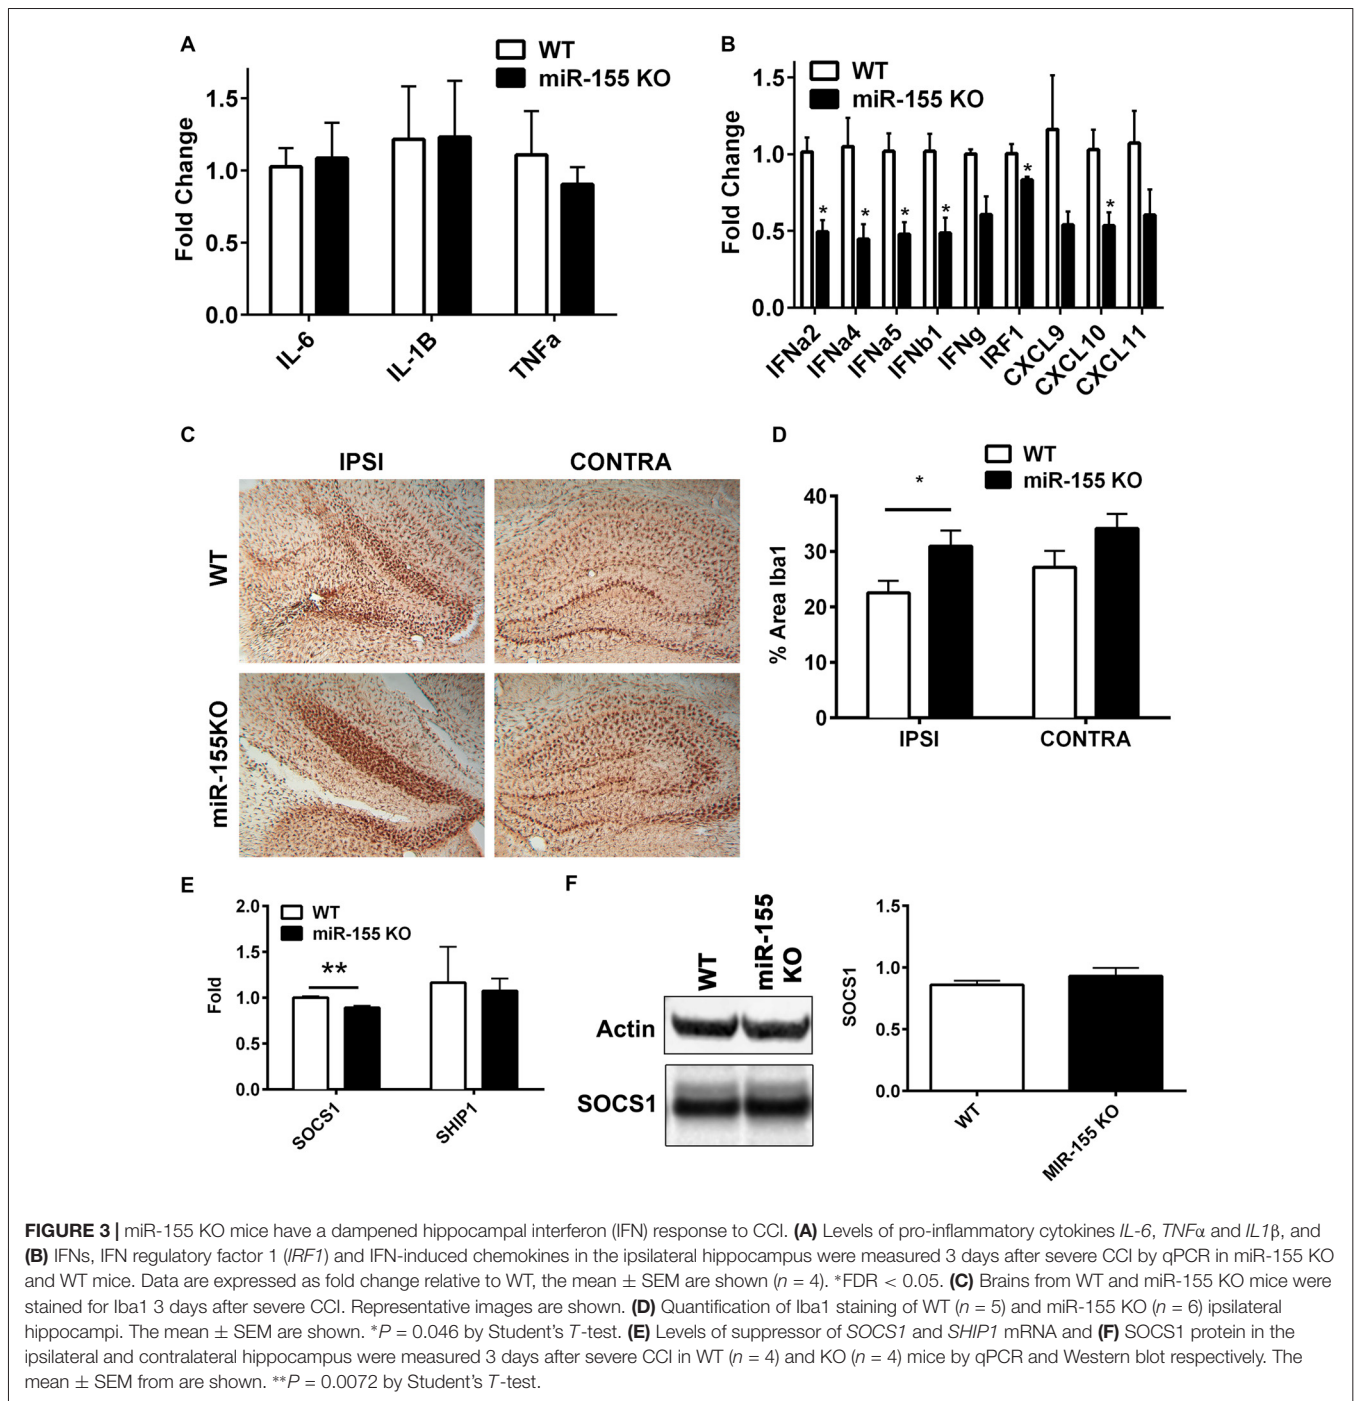 A
WT
miR-155 KO
Fold Change
1.5
1.0
0.5
0.0
IL-6
IL-1B
TNFa
B
WT
miR-155 KO
Fold Change
1.5
1.0
0.5
0.0
*
*
*
*
*
*
IFNa2
IFNa4
IFNa5
IFNb1
IFNg
IRF1
CXCL9
CXCL10
CXCL11
C
IPSI
CONTRA
WT
miR-155KO
D
WT
miR-155 KO
% Area Iba1
40
30
20
10
0
*
IPSI
CONTRA
E
WT
miR-155 KO
Fold
2.0
1.5
1.0
0.5
0.0
**
SOCS1
SHIP1
F
WT
miR-155
KO
Actin
SOCS1
SOCS1
1.5
1.0
0.5
0.0
WT
MIR-155 KO
FIGURE 3 | miR-155 KO mice have a dampened hippocampal interferon (IFN) response to CCI. (A) Levels of pro-inflammatory cytokines IL-6, TNFα and IL1β, and
(B) IFNs, IFN regulatory factor 1 (IRF1) and IFN-induced chemokines in the ipsilateral hippocampus were measured 3 days after severe CCI by qPCR in miR-155 KO
and WT mice. Data are expressed as fold change relative to WT, the mean ± SEM are shown (n = 4). *FDR < 0.05. (C) Brains from WT and miR-155 KO mice were
stained for Iba1 3 days after severe CCI. Representative images are shown. (D) Quantification of Iba1 staining of WT (n = 5) and miR-155 KO (n = 6) ipsilateral
hippocampi. The mean ± SEM are shown. *P = 0.046 by Student's T-test. (E) Levels of suppressor of SOCS1 and SHIP1 mRNA and (F) SOCS1 protein in the
ipsilateral and contralateral hippocampus were measured 3 days after severe CCI in WT (n = 4) and KO (n = 4) mice by qPCR and Western blot respectively. The
mean ± SEM from are shown. **P = 0.0072 by Student's T-test.